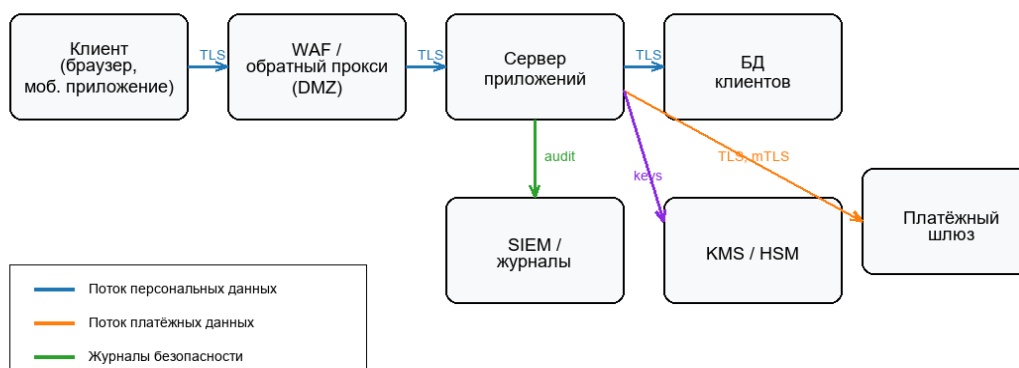 Клиент
(браузер,
моб. приложение)
TLS
WAF /
обратный прокси
(DMZ)
TLS
Сервер
приложений
TLS
БД
клиентов
audit
keys
TLS, mTLS
SIEM /
журналы
KMS / HSM
Платёжный
шлюз
Поток персональных данных
Поток платёжных данных
Журналы безопасности